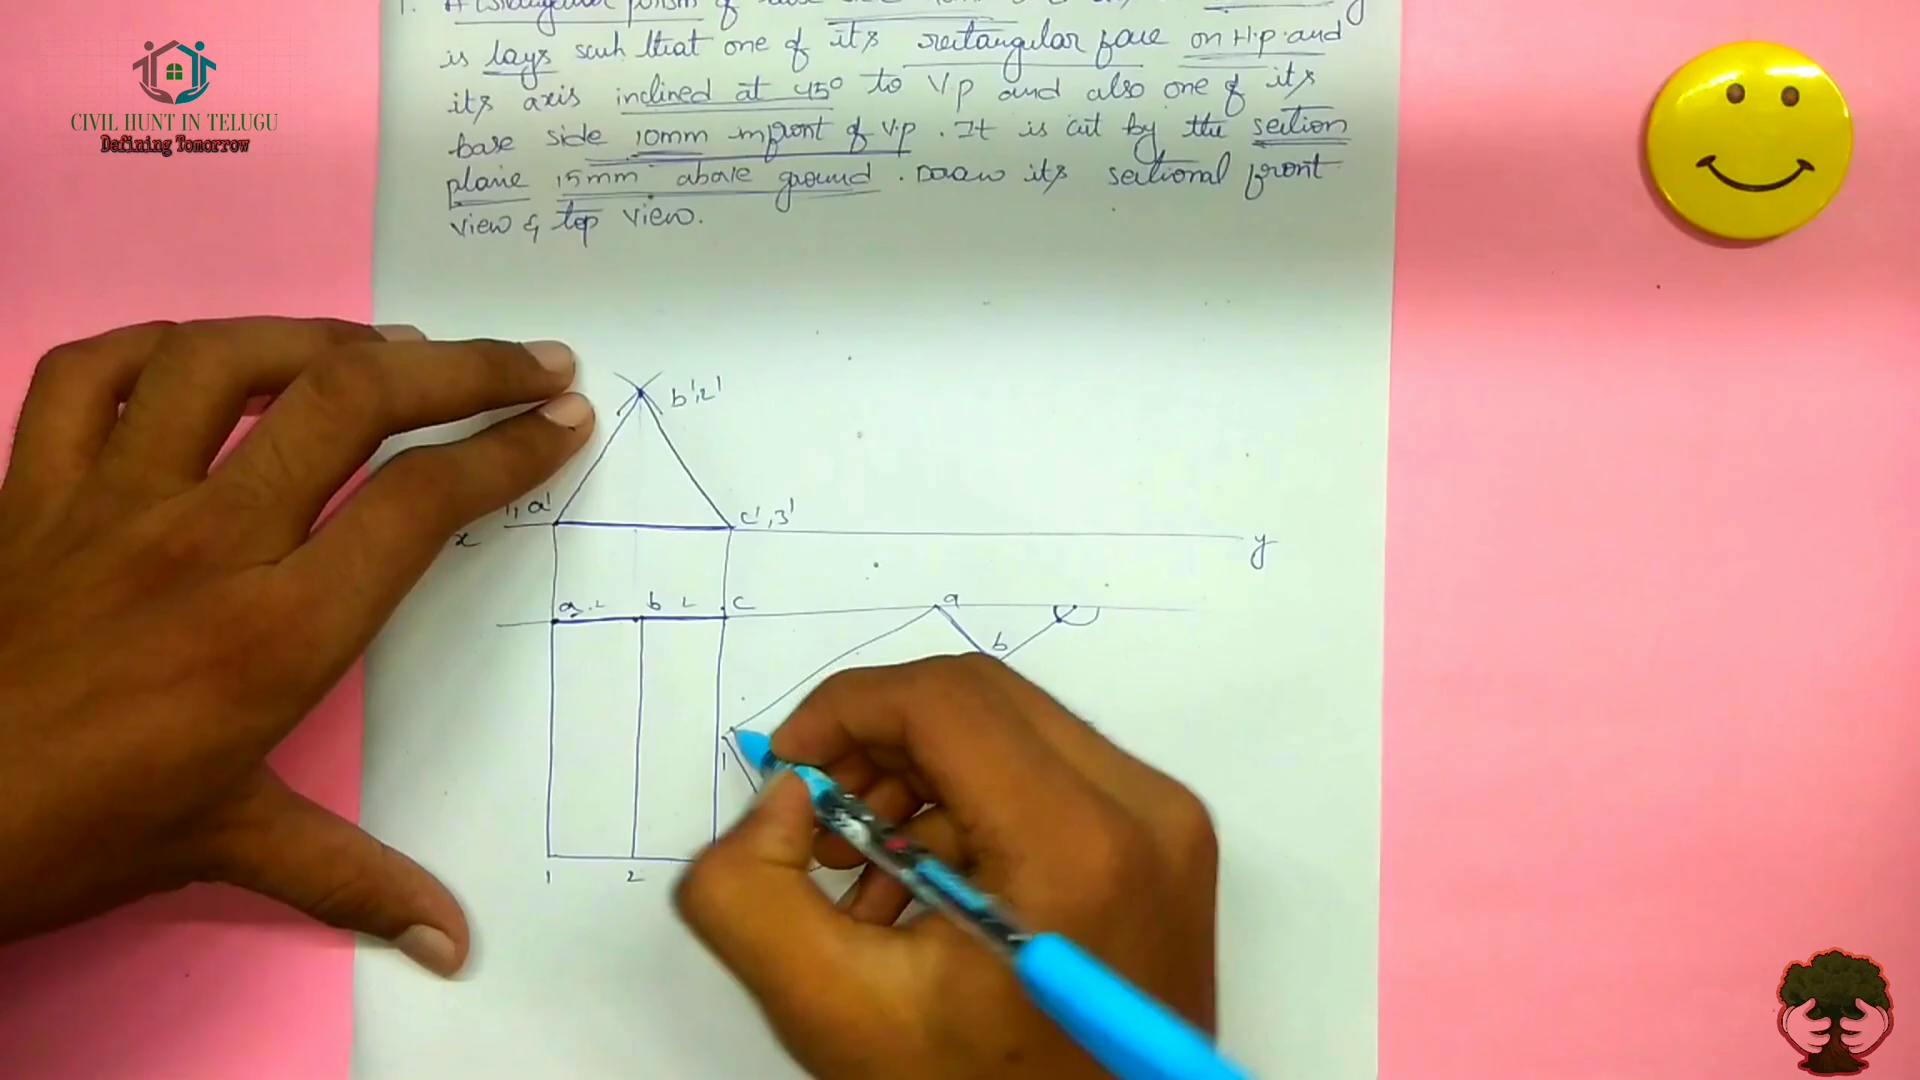 is lays such that one of its rectangular face on H.p and
its axis inclined at 45° to V p and also one of its
base side 10mm infront of V.p . It is cut by the section
plane 15mm above ground . Draw its sectional front
view & top view.
CIVIL HUNT IN TELUGU
Defining Tomorrow
b',2'
a' c',3'
x y
a b c a
b
1
1 2